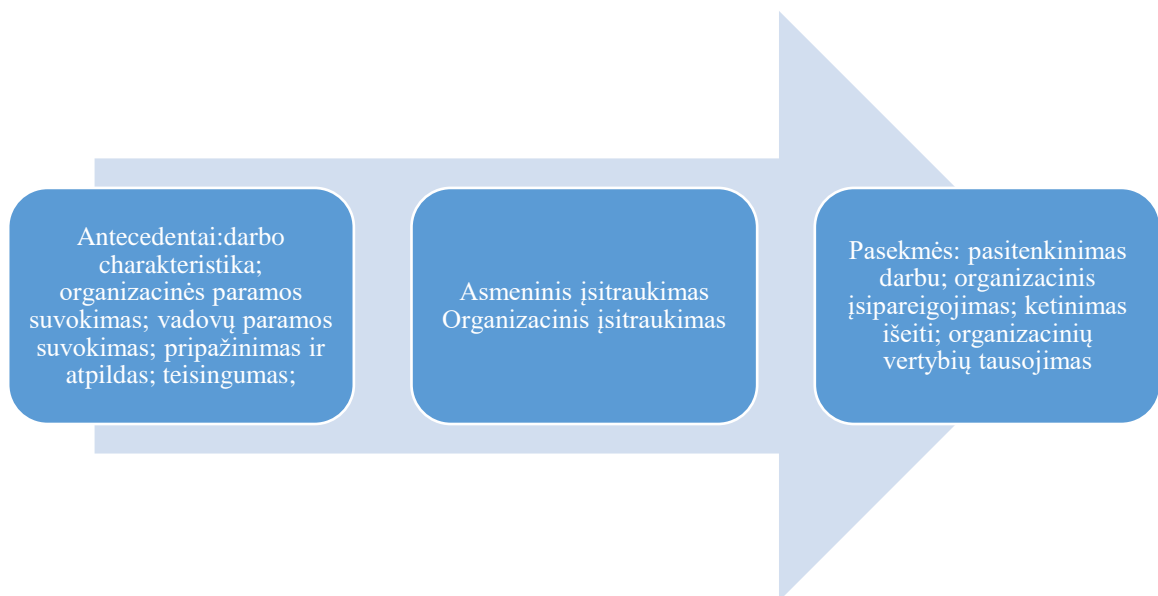 Antecedentai:darbo
charakteristika;
organizacinės paramos
suvokimas; vadovų paramos
suvokimas; pripažinimas ir
atpildas; teisingumas;
Asmeninis įsitraukimas
Organizacinis įsitraukimas
Pasekmės: pasitenkinimas
darbu; organizacinis
įsipareigojimas; ketinimas
išeiti; organizacinių
vertybių tausojimas